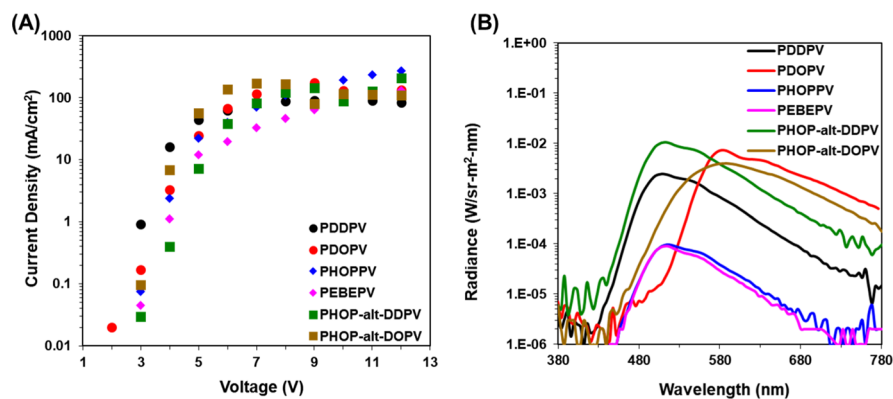 (A)
Current Density (mA/cm2)
1000
100
10
1
0.1
0.01
1 3 5 7 9 11 13
Voltage (V)
PDDPV
PDOPV
PHOPPV
PEBEPV
PHOP-alt-DDPV
PHOP-alt-DOPV
(B)
Radiance (W/sr-m2-nm)
1.E+00
1.E-01
1.E-02
1.E-03
1.E-04
1.E-05
1.E-06
380 480 580 680 780
Wavelength (nm)
PDDPV
PDOPV
PHOPPV
PEBEPV
PHOP-alt-DDPV
PHOP-alt-DOPV